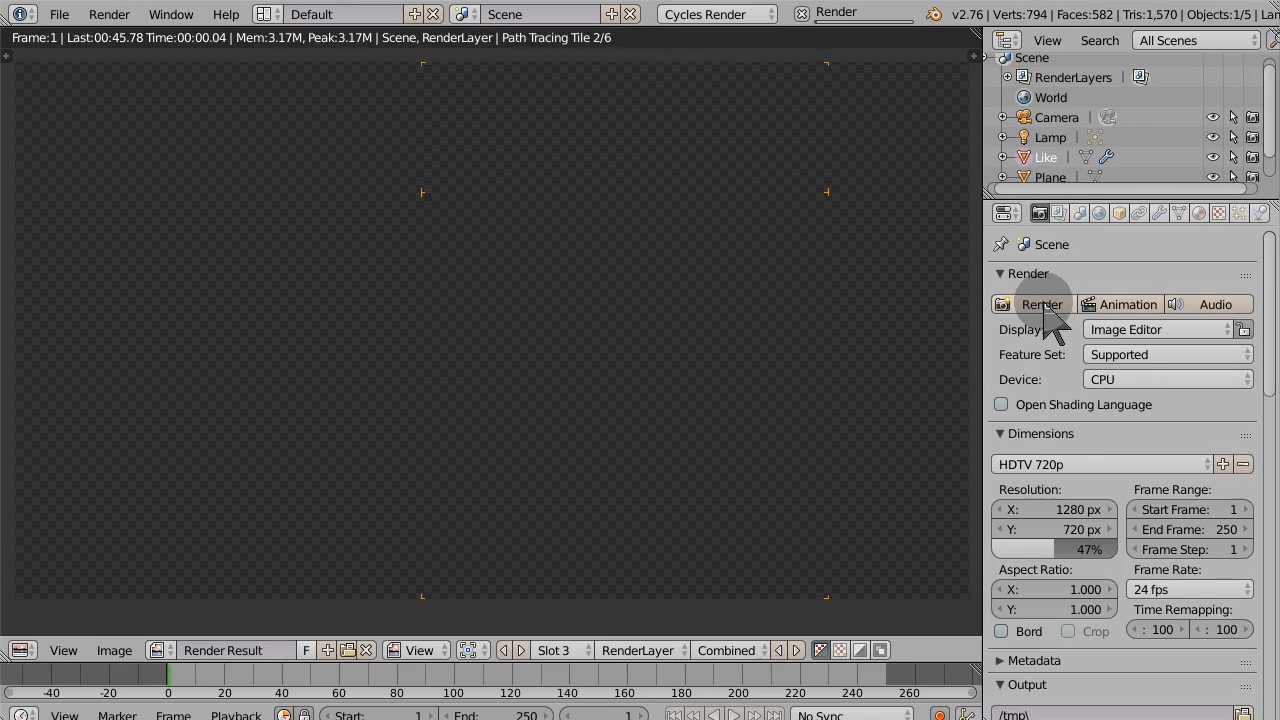 File Render Window Help Default Scene Cycles Render Render v2.76 | Verts:794 | Faces:582 | Tris:1,570 | Objects:1/5 | La
Frame:1 | Last:00:45.78 Time:00:00.04 | Mem:3.17M, Peak:3.17M | Scene, RenderLayer | Path Tracing Tile 2/6
View Search All Scenes
Scene
RenderLayers |
World
Camera |
Lamp |
Like |
Plane |
Scene
Render
Render Animation Audio
Display Image Editor
Feature Set: Supported
Device: CPU
Open Shading Language
Dimensions
HDTV 720p
Resolution: Frame Range:
X: 1280 px Start Frame: 1
Y: 720 px End Frame: 250
47% Frame Step: 1
Aspect Ratio: Frame Rate:
X: 1.000 24 fps
Y: 1.000 Time Remapping:
Bord Crop : 100 : 100
Metadata
Output
/tmp\
View Image Render Result F View Slot 3 RenderLayer Combined
-40 -20 0 20 40 60 80 100 120 140 160 180 200 220 240 260
View Marker Frame Playback Start: 1 End: 250 1 No Sync